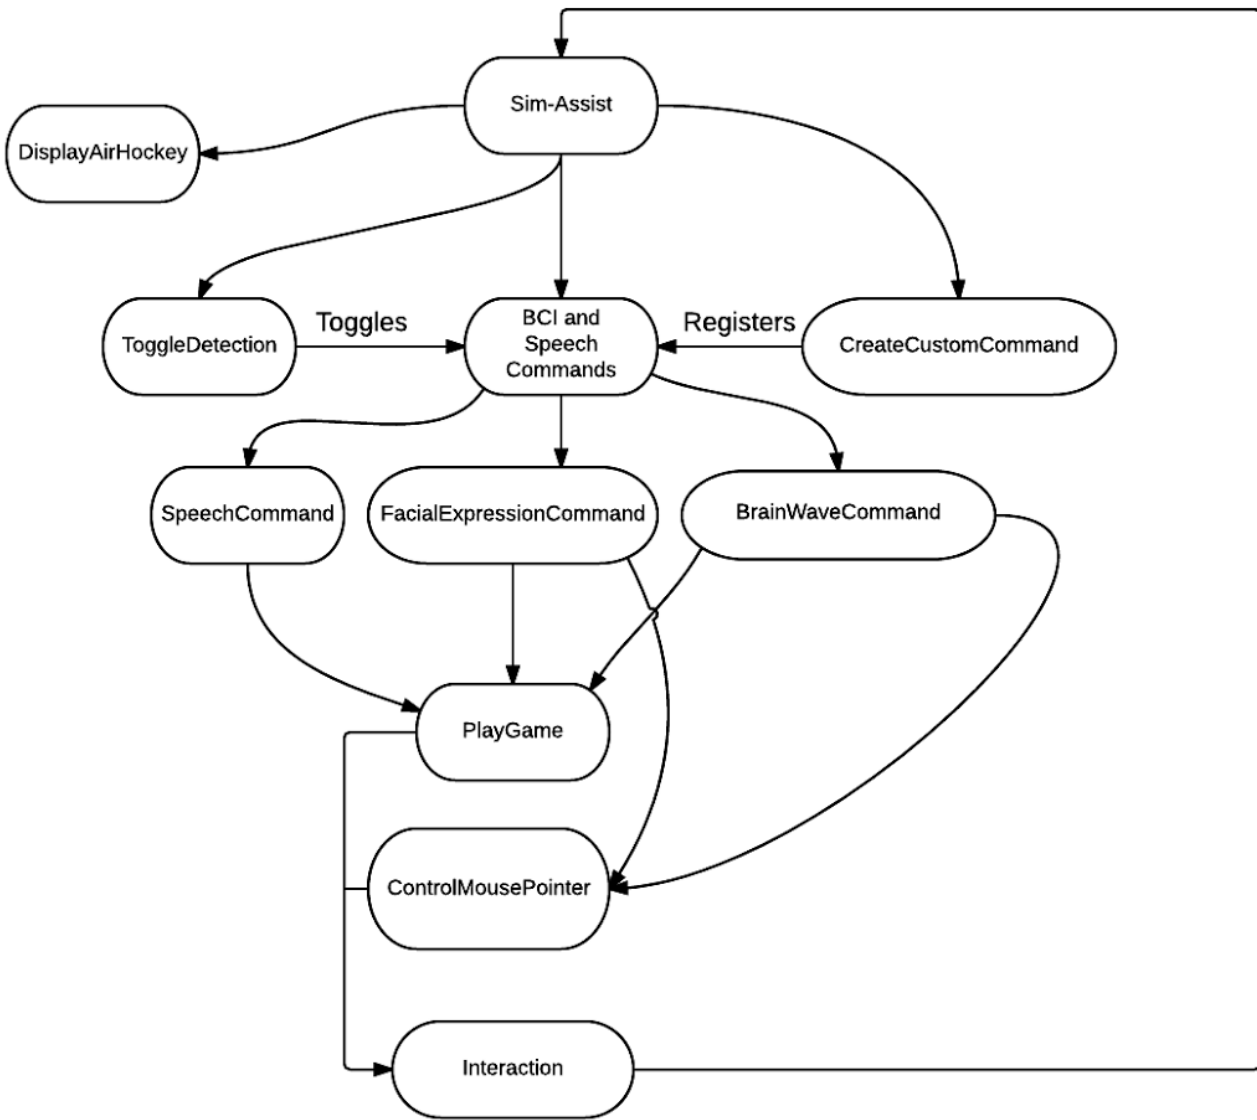 Sim-Assist
DisplayAirHockey
Toggles
Registers
ToggleDetection
BCI and
Speech
Commands
CreateCustomCommand
SpeechCommand
FacialExpressionCommand
BrainWaveCommand
PlayGame
ControlMousePointer
Interaction